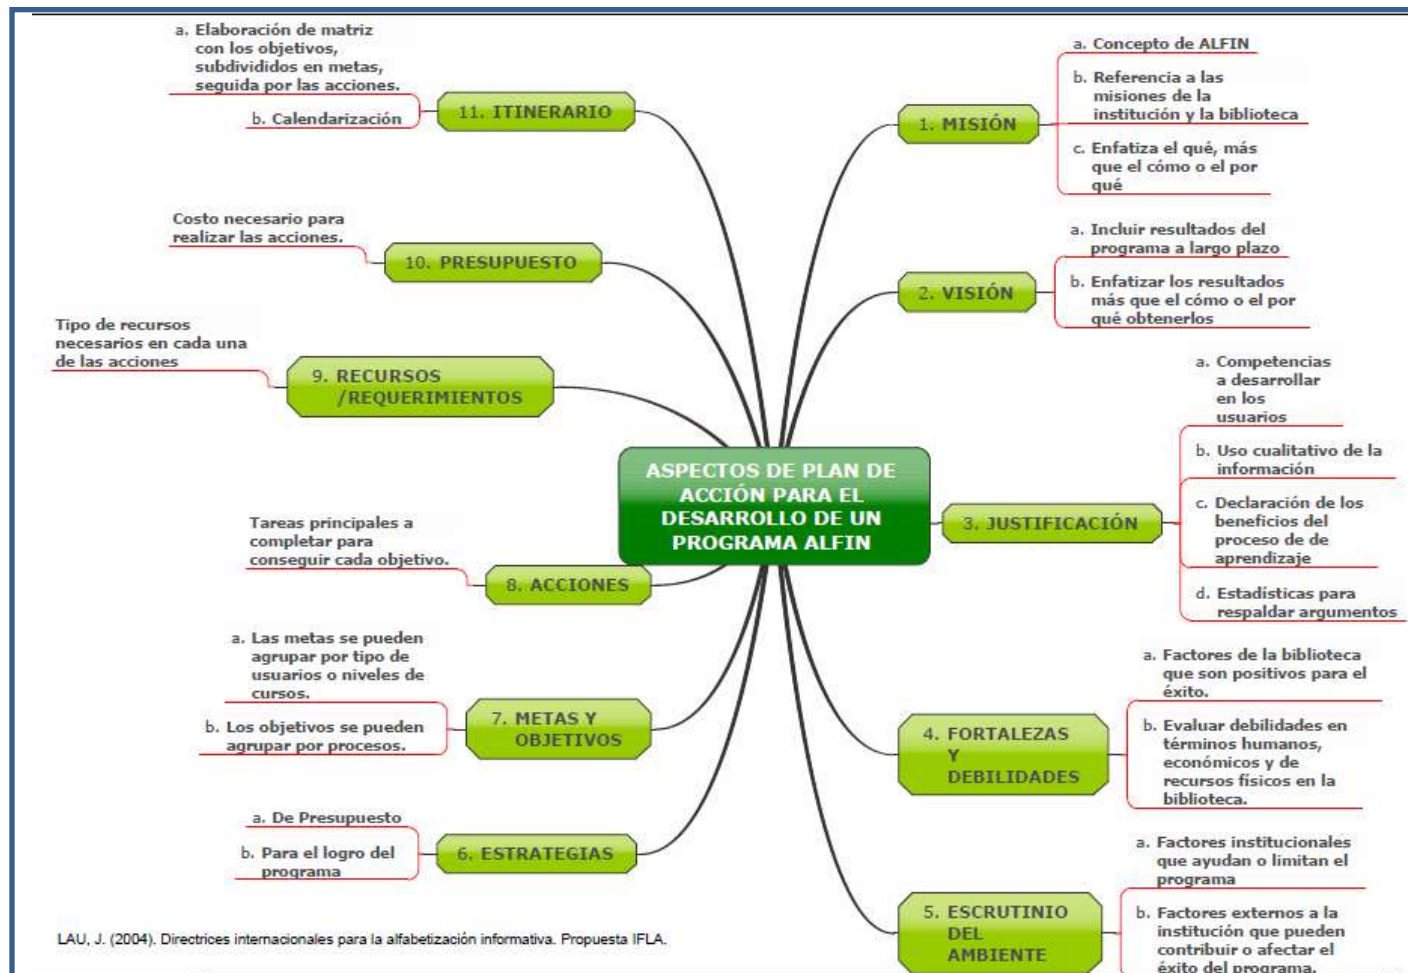 ASPECTOS DE PLAN DE
ACCIÓN PARA EL
DESARROLLO DE UN
PROGRAMA ALFIN
1. MISIÓN
a. Concepto de ALFIN
b. Referencia a las
misiones de la
institución y la biblioteca
c. Enfatiza el qué, más
que el cómo o el por
qué
2. VISIÓN
a. Incluir resultados del
programa a largo plazo
b. Enfatizar los resultados
más que el cómo o el por
qué obtenerlos
3. JUSTIFICACIÓN
a. Competencias
a desarrollar
en los
usuarios
b. Uso cualitativo de la
información
c. Declaración de los
beneficios del
proceso de de
aprendizaje
d. Estadísticas para
respaldar argumentos
4. FORTALEZAS
Y
DEBILIDADES
a. Factores de la biblioteca
que son positivos para el
éxito.
b. Evaluar debilidades en
términos humanos,
económicos y de
recursos físicos en la
biblioteca.
5. ESCRUTINIO
DEL
AMBIENTE
a. Factores institucionales
que ayudan o limitan el
programa
b. Factores externos a la
institución que pueden
contribuir o afectar el
éxito del programa.
6. ESTRATEGIAS
a. De Presupuesto
b. Para el logro del
programa
7. METAS Y
OBJETIVOS
a. Las metas se pueden
agrupar por tipo de
usuarios o niveles de
cursos.
b. Los objetivos se pueden
agrupar por procesos.
8. ACCIONES
Tareas principales a
completar para
conseguir cada objetivo.
9. RECURSOS
/REQUERIMIENTOS
Tipo de recursos
necesarios en cada una
de las acciones
10. PRESUPUESTO
Costo necesario para
realizar las acciones.
11. ITINERARIO
a. Elaboración de matriz
con los objetivos,
subdivididos en metas,
seguida por las acciones.
b. Calendarización
LAU, J. (2004). Directrices internacionales para la alfabetización informativa. Propuesta IFLA.